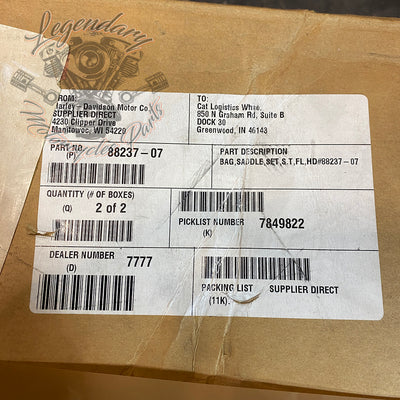 Legendary
Motorcycle Parts
FROM:
Harley-Davidson Motor Co.
SUPPLIER DIRECT
4230 Clipper Drive
Manitowoc, WI 54220
TO:
Cat Logistics Whse.
850 N Graham Rd, Suite B
DOCK 30
Greenwood, IN 46143
PART NO.
(P) 88237-07
PART DESCRIPTION
BAG,SADDLE,SET,S,T,FL,HD#88237-07
QUANTITY (# OF BOXES)
(Q) 2 of 2
PICKLIST NUMBER 7849822
(K)
DEALER NUMBER 7777
(D)
PACKING LIST SUPPLIER DIRECT
(11K).